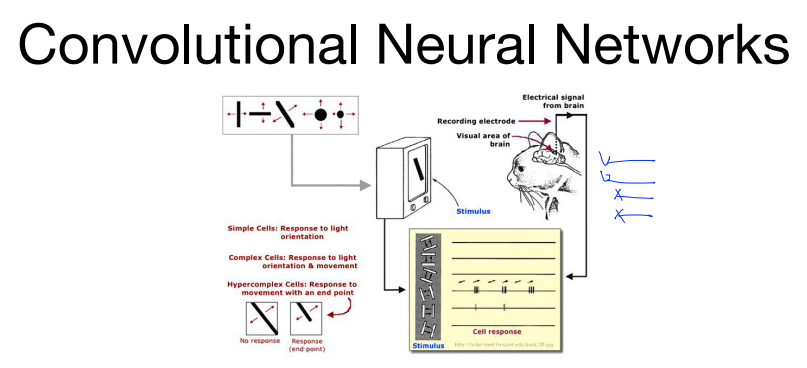 Convolutional Neural Networks
Electrical signal
from brain
Recording electrode
Visual area of
brain
Stimulus
Simple Cells: Response to light
orientation
Complex Cells: Response to light
orientation & movement
Hypercomplex Cells: Response to
movement with an end point
No response
Response
(end point)
Cell response
Stimulus